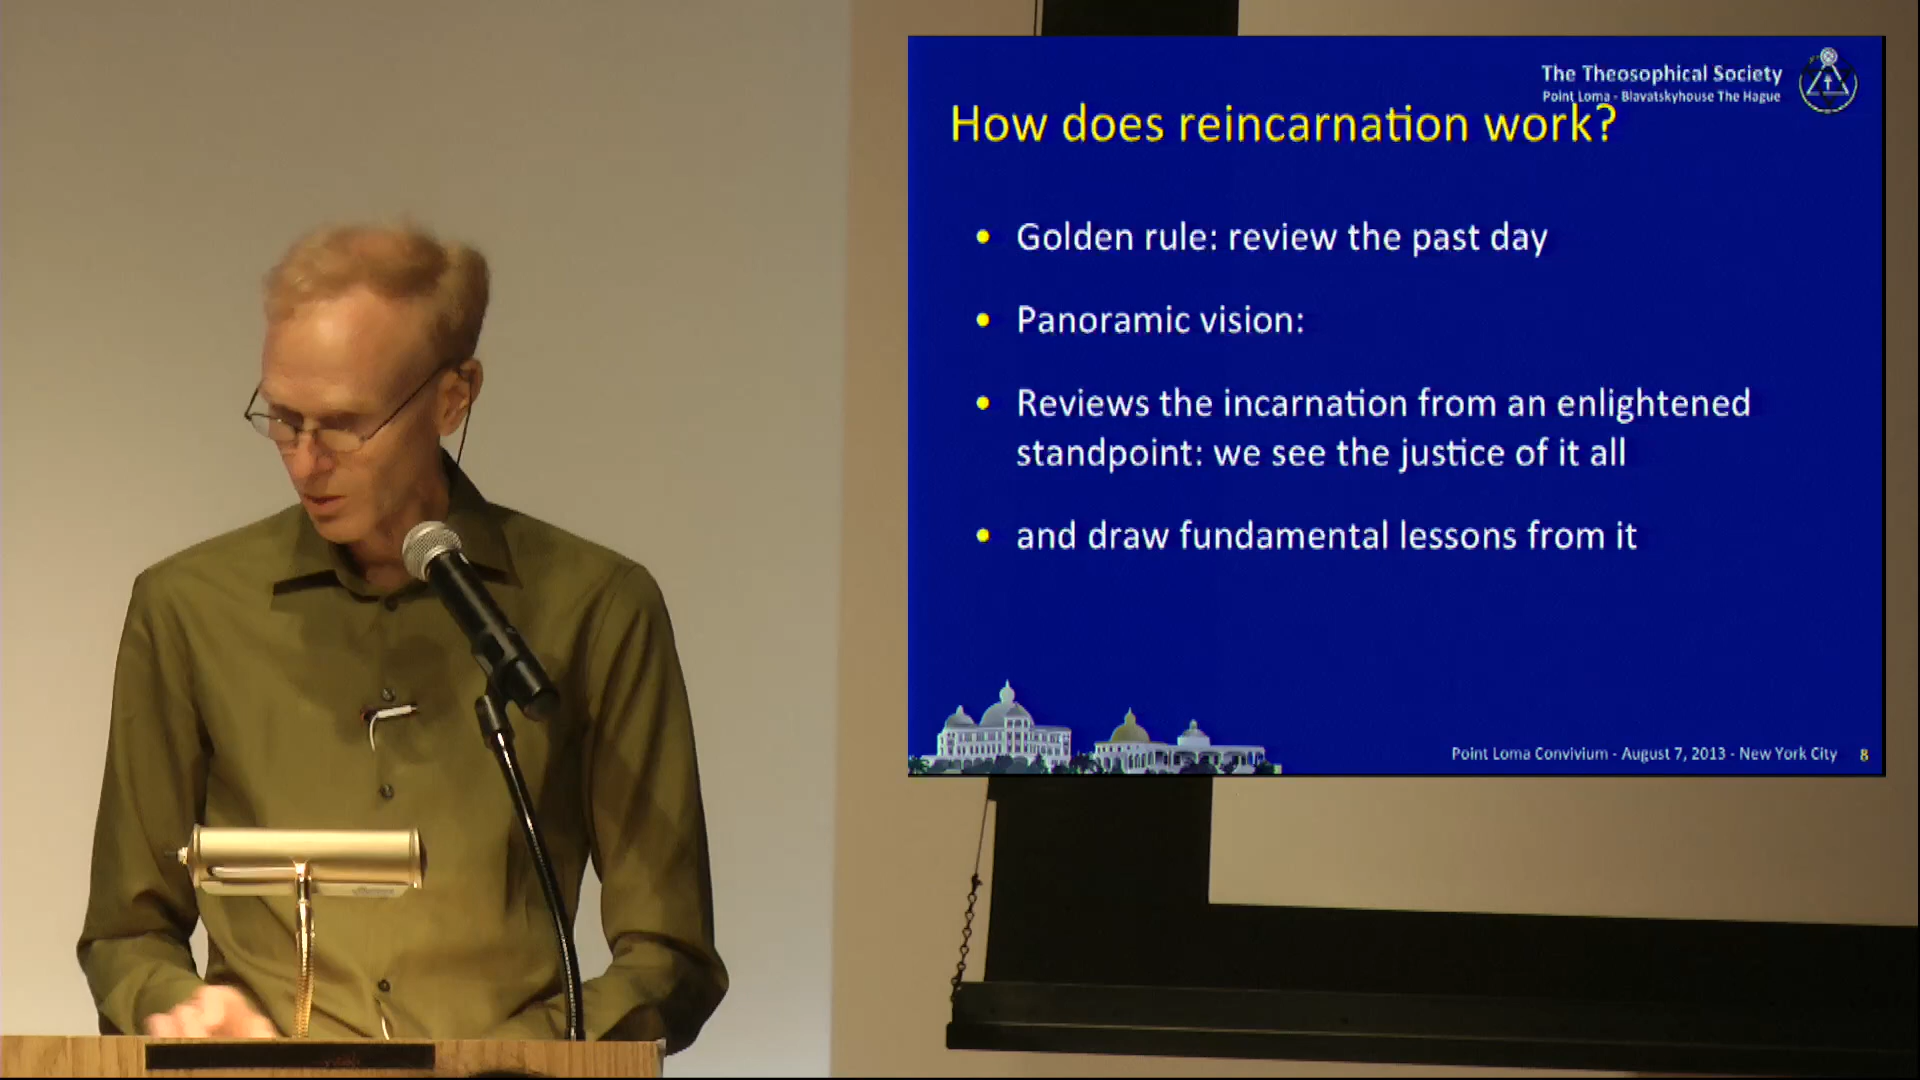 The Theosophical Society
Point Loma - Blavatskyhouse The Hague
How does reincarnation work?
• Golden rule: review the past day
• Panoramic vision:
• Reviews the incarnation from an enlightened
standpoint: we see the justice of it all
• and draw fundamental lessons from it
Point Loma Convivium - August 7, 2013 - New York City 8